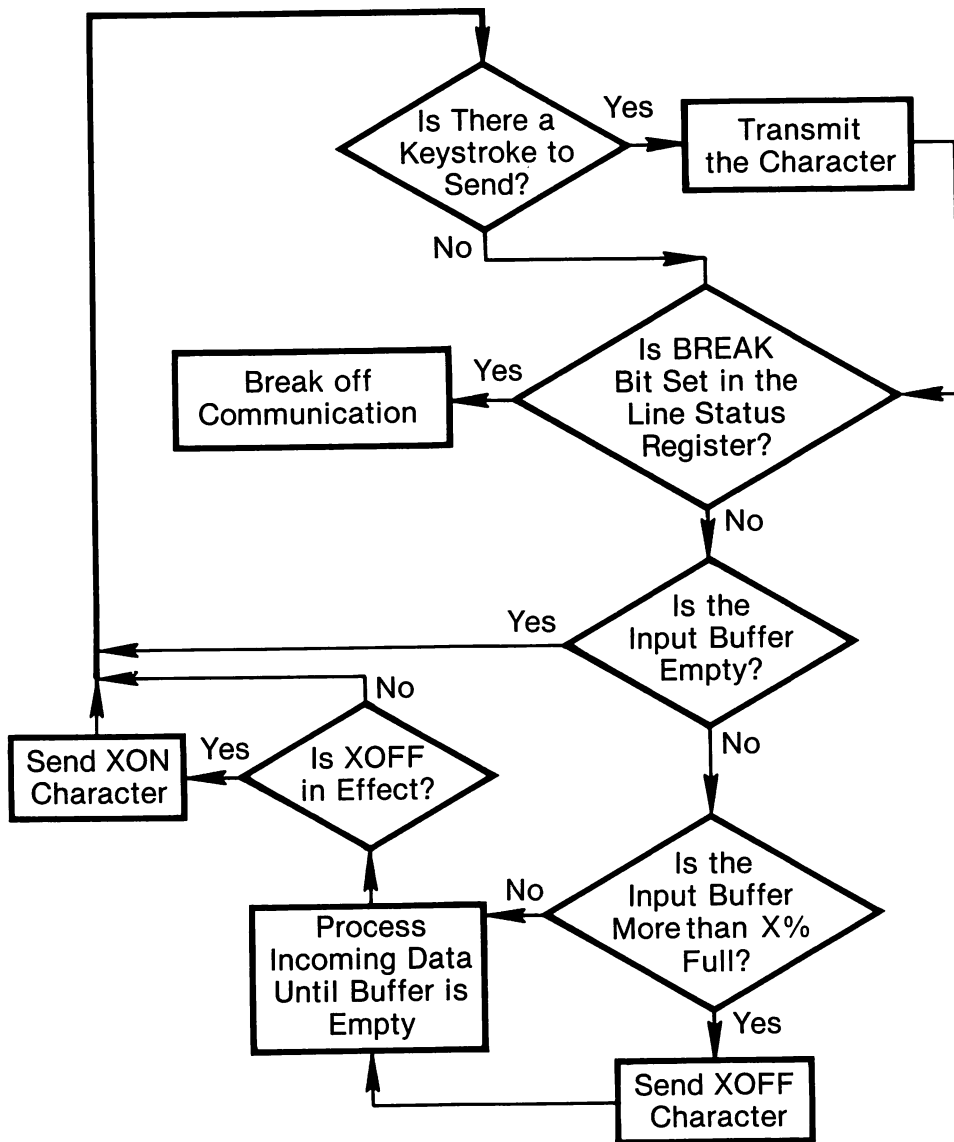 Is There a
Keystroke to
Send?
Yes
Transmit
the Character
No
Is BREAK
Bit Set in the
Line Status
Register?
Yes
Break off
Communication
No
Is the
Input Buffer
Empty?
Yes
No
Is the
Input Buffer
More than X%
Full?
No
Yes
Send XOFF
Character
Process
Incoming Data
Until Buffer is
Empty
Is XOFF
in Effect?
No
Yes
Send XON
Character